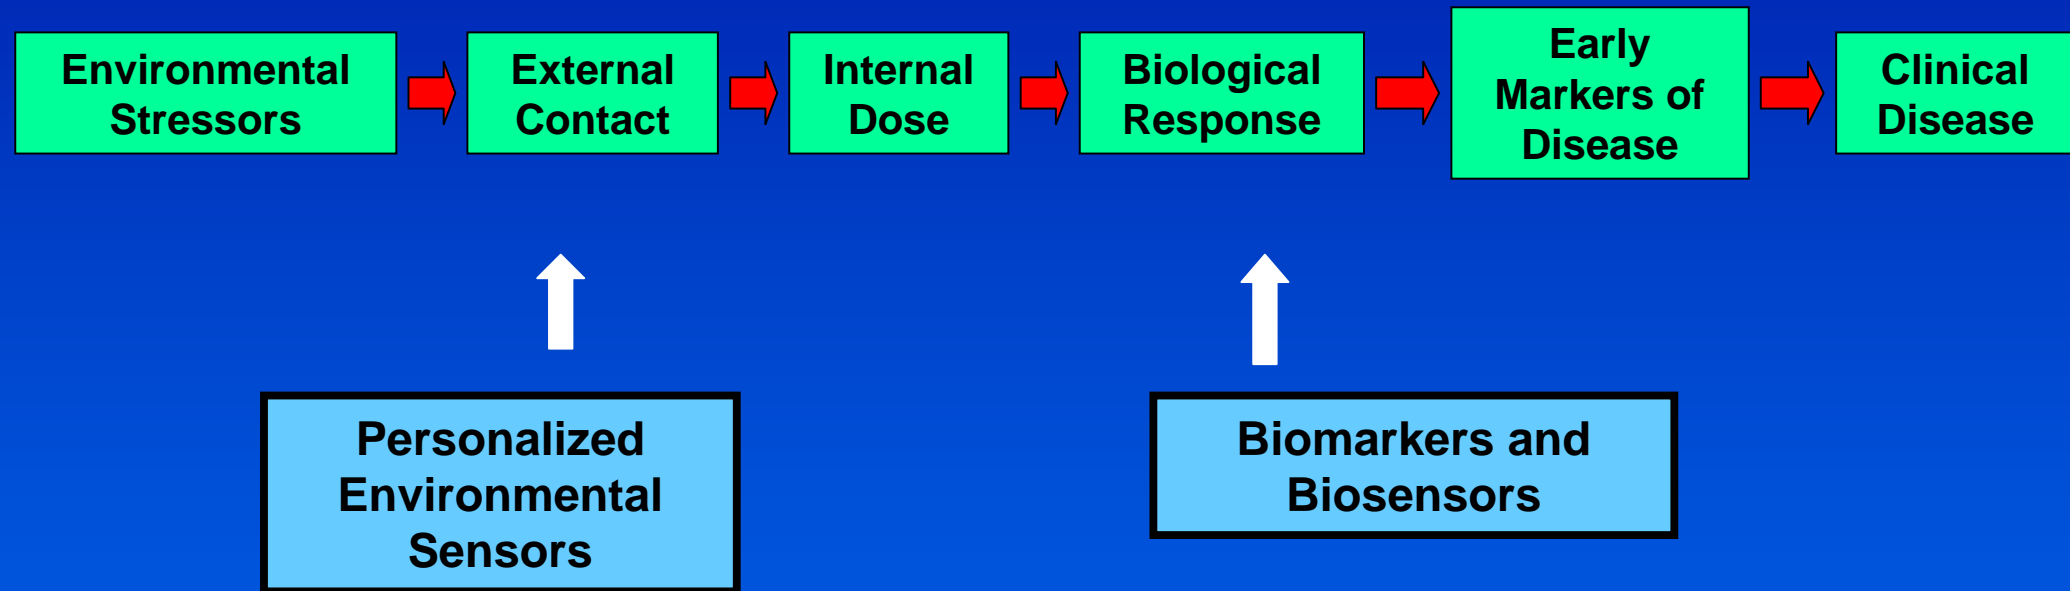 Environmental
Stressors
External
Contact
Internal
Dose
Biological
Response
Early
Markers of
Disease
Clinical
Disease
Personalized
Environmental
Sensors
Biomarkers and
Biosensors